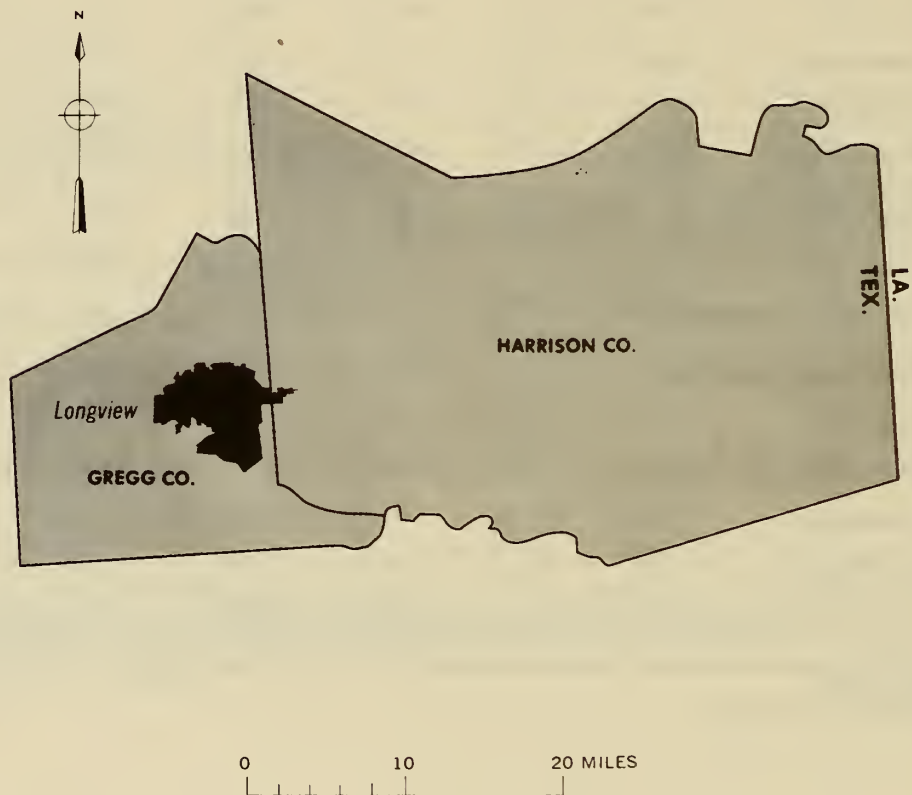 N
LA.
TEX.
HARRISON CO.
Longview
GREGG CO.
0 10 20 MILES